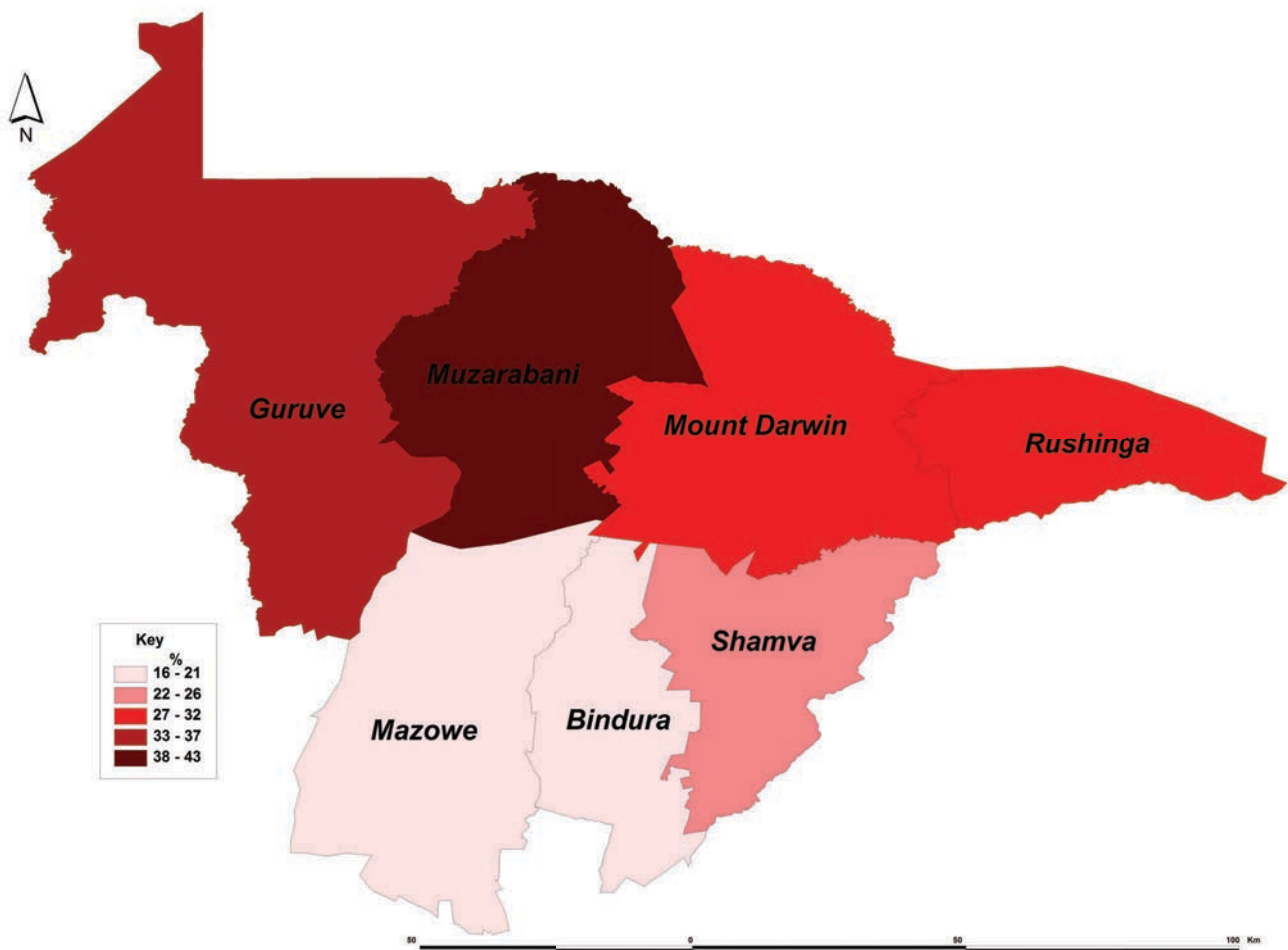 N
Muzarabani
Guruve
Mount Darwin
Rushinga
Shamva
Mazowe
Bindura
Key
%
16 - 21
22 - 26
27 - 32
33 - 37
38 - 43
50 0 50 100 Km